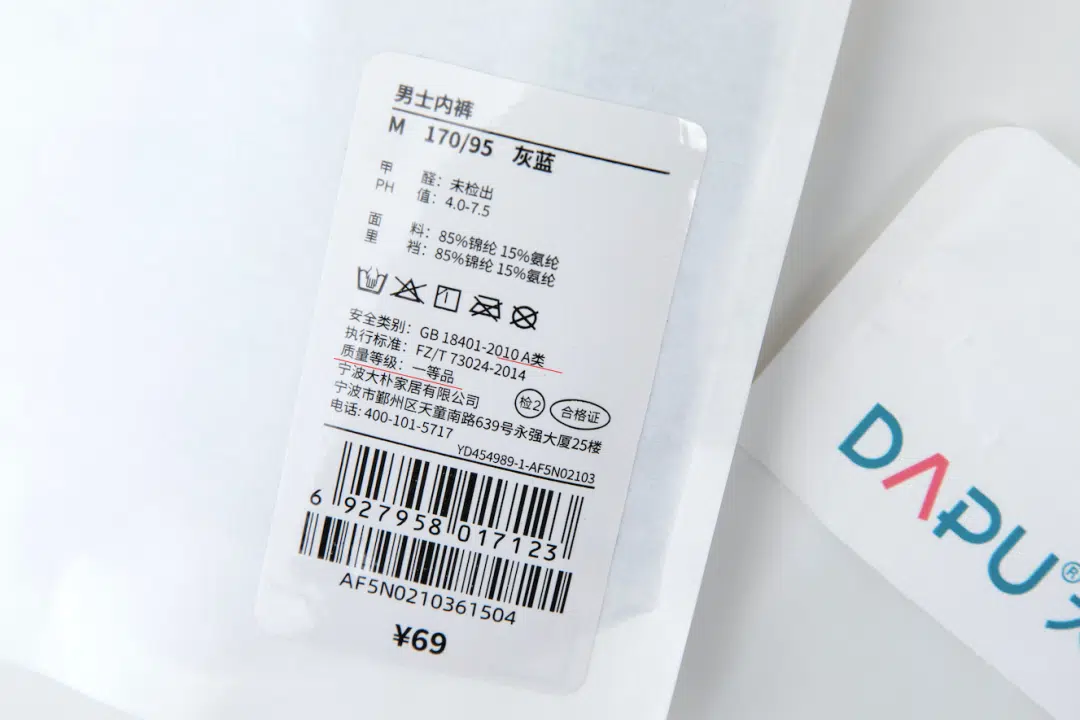 男士内裤
M 170/95 灰蓝
甲 醛：未检出
PH 值：4.0-7.5
面 料：85%锦纶 15%氨纶
里 裆：85%锦纶 15%氨纶
安全类别：GB 18401-2010 A类
执行标准：FZ/T 73024-2014
质量等级：一等品
宁波大朴家居有限公司
检2 合格证
宁波市鄞州区天童南路639号永强大厦25楼
电话: 400-101-5717
YD454989-1-AF5N02103
6 927958 017123
AF5N0210361504
¥69
DAPU®